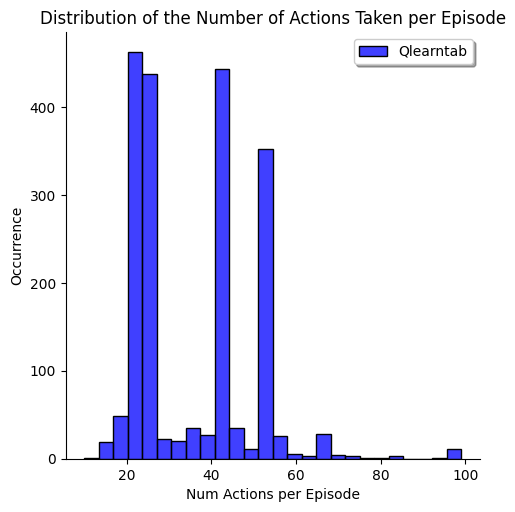 Distribution of the Number of Actions Taken per Episode
Qlearntab
Occurrence
400
300
200
100
0
20 40 60 80 100
Num Actions per Episode